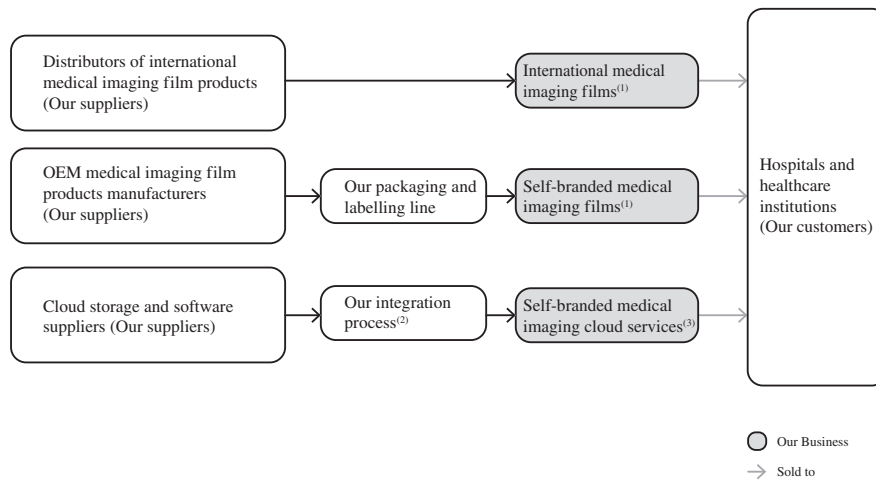 Distributors of international
medical imaging film products
(Our suppliers)
International medical
imaging films(1)
OEM medical imaging film
products manufacturers
(Our suppliers)
Our packaging and
labelling line
Self-branded medical
imaging films(1)
Hospitals and
healthcare
institutions
(Our customers)
Cloud storage and software
suppliers (Our suppliers)
Our integration
process(2)
Self-branded medical
imaging cloud services(3)
Our Business
Sold to